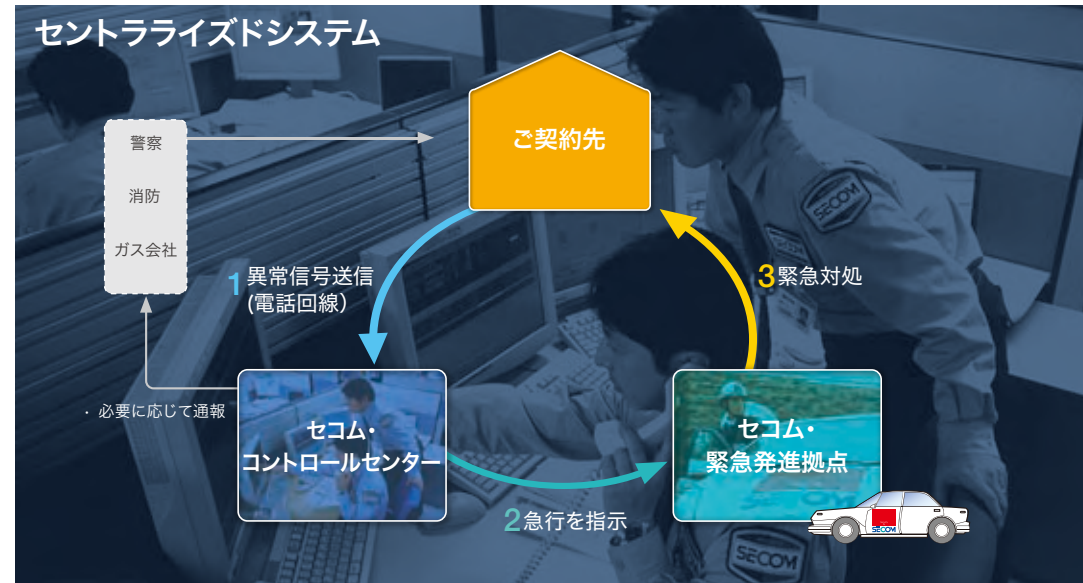 セントラライズドシステム
警察
消防
ガス会社
ご契約先
SECOM
1 異常信号送信
(電話回線)
3 緊急対処
・ 必要に応じて通報
セコム・
コントロールセンター
セコム・
緊急発進拠点
2 急行を指示
SECOM
SECOM